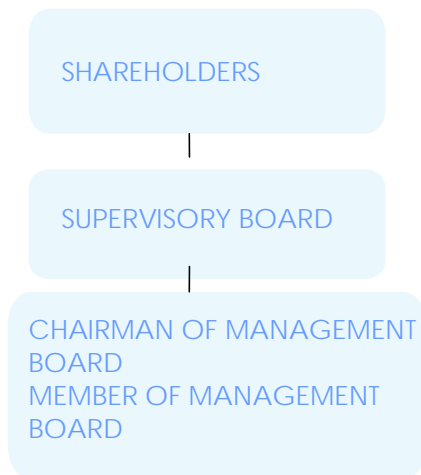 SHAREHOLDERS
SUPERVISORY BOARD
CHAIRMAN OF MANAGEMENT
BOARD
MEMBER OF MANAGEMENT
BOARD